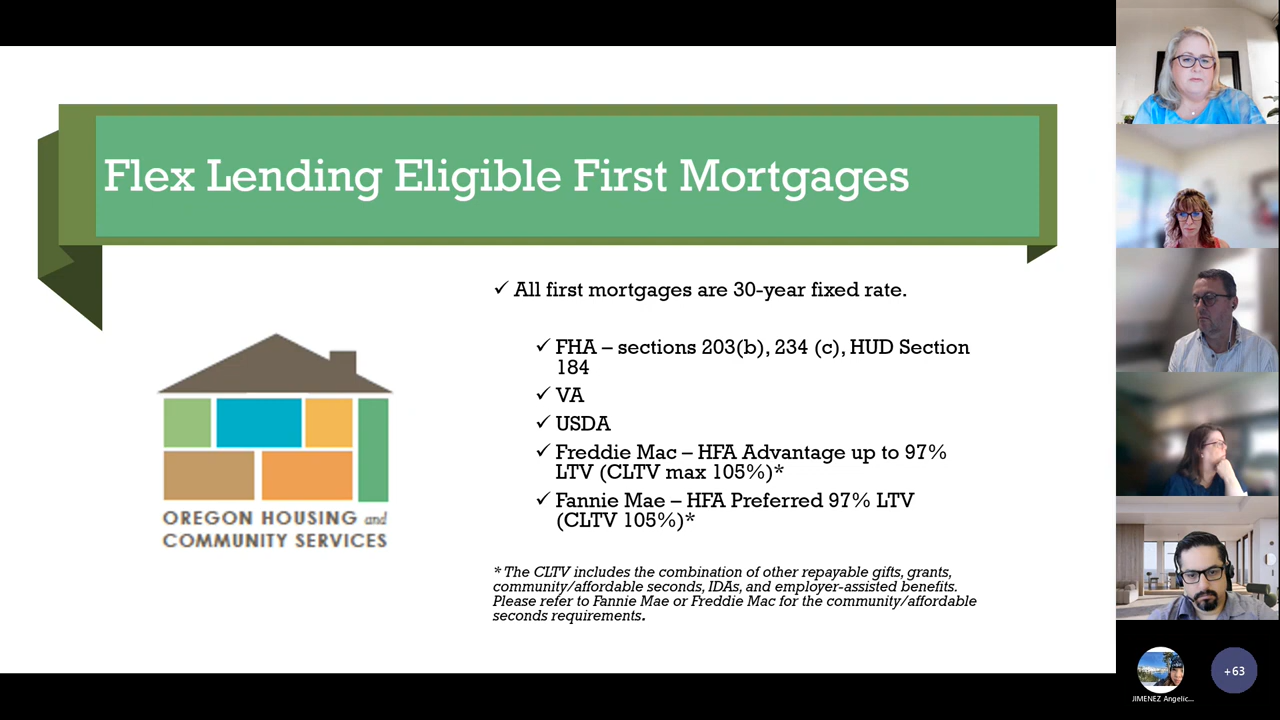 Flex Lending Eligible First Mortgages
✓ All first mortgages are 30-year fixed rate.
✓ FHA – sections 203(b), 234 (c), HUD Section
184
✓ VA
✓ USDA
✓ Freddie Mac – HFA Advantage up to 97%
LTV (CLTV max 105%)*
✓ Fannie Mae – HFA Preferred 97% LTV
(CLTV 105%)*
OREGON HOUSING and
COMMUNITY SERVICES
* The CLTV includes the combination of other repayable gifts, grants,
community/affordable seconds, IDAs, and employer-assisted benefits.
Please refer to Fannie Mae or Freddie Mac for the community/affordable
seconds requirements.
+63
JIMENEZ Angelic...